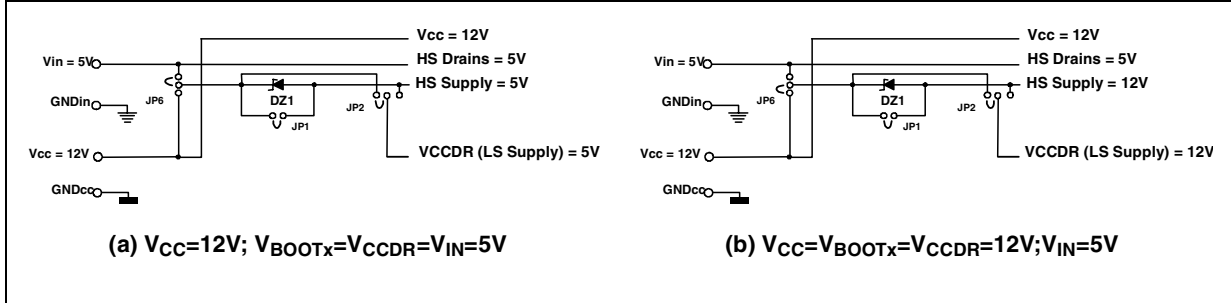 Vcc = 12V
HS Drains = 5V
Vin = 5V
HS Supply = 5V
JP6
DZ1
JP2
GNDin
JP1
Vcc = 12V
VCCDR (LS Supply) = 5V
GNDcc
(a) VCC=12V; VBOOTx=VCCDR=VIN=5V
Vcc = 12V
HS Drains = 5V
Vin = 5V
HS Supply = 12V
JP6
DZ1
JP2
GNDin
JP1
Vcc = 12V
VCCDR (LS Supply) = 12V
GNDcc
(b) VCC=VBOOTx=VCCDR=12V;VIN=5V